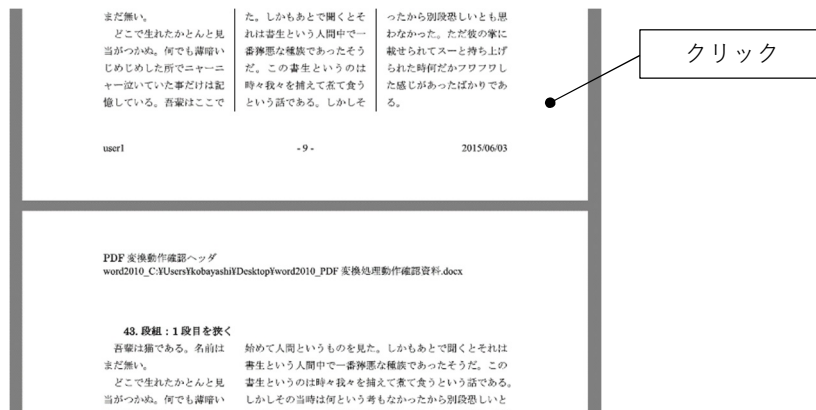 まだ無い。
どこで生れたかとんと見
当がつかぬ。何でも薄暗い
じめじめした所でニャーニ
ャー泣いていた事だけは記
憶している。吾輩はここで
た。しかもあとで聞くとそ
れは書生という人間中で一
番獰悪な種族であったそう
だ。この書生というのは
時々我々を捕えて煮て食う
という話である。しかしそ
ったから別段恐しいとも思
わなかった。ただ彼の掌に
載せられてスーと持ち上げ
られた時何だかフワフワし
た感じがあったばかりであ
る。
クリック
user1
- 9 -
2015/06/03
PDF 変換動作確認ヘッダ
word2010_C:¥Users¥kobayashi¥Desktop¥word2010_PDF 変換処理動作確認資料.docx
43. 段組：1 段目を狭く
吾輩は猫である。名前は
まだ無い。
どこで生れたかとんと見
当がつかぬ。何でも薄暗い
始めて人間というものを見た。しかもあとで聞くとそれは
書生という人間中で一番獰悪な種族であったそうだ。この
書生というのは時々我々を捕えて煮て食うという話である。
しかしその当時は何という考もなかったから別段恐しいと